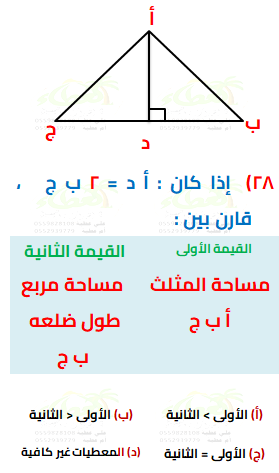 أ
ج
ب
د
٢٨) إذا كان : أ د = ٢ ب ج ،
قارن بين :
القيمة الأولى
القيمة الثانية
مساحة المثلث
أ ب ج
مساحة مربع
طول ضلعه
ب ج
(أ) الأولى > الثانية
(ب) الأولى < الثانية
(ج) الأولى = الثانية
(د) المعطيات غير كافية